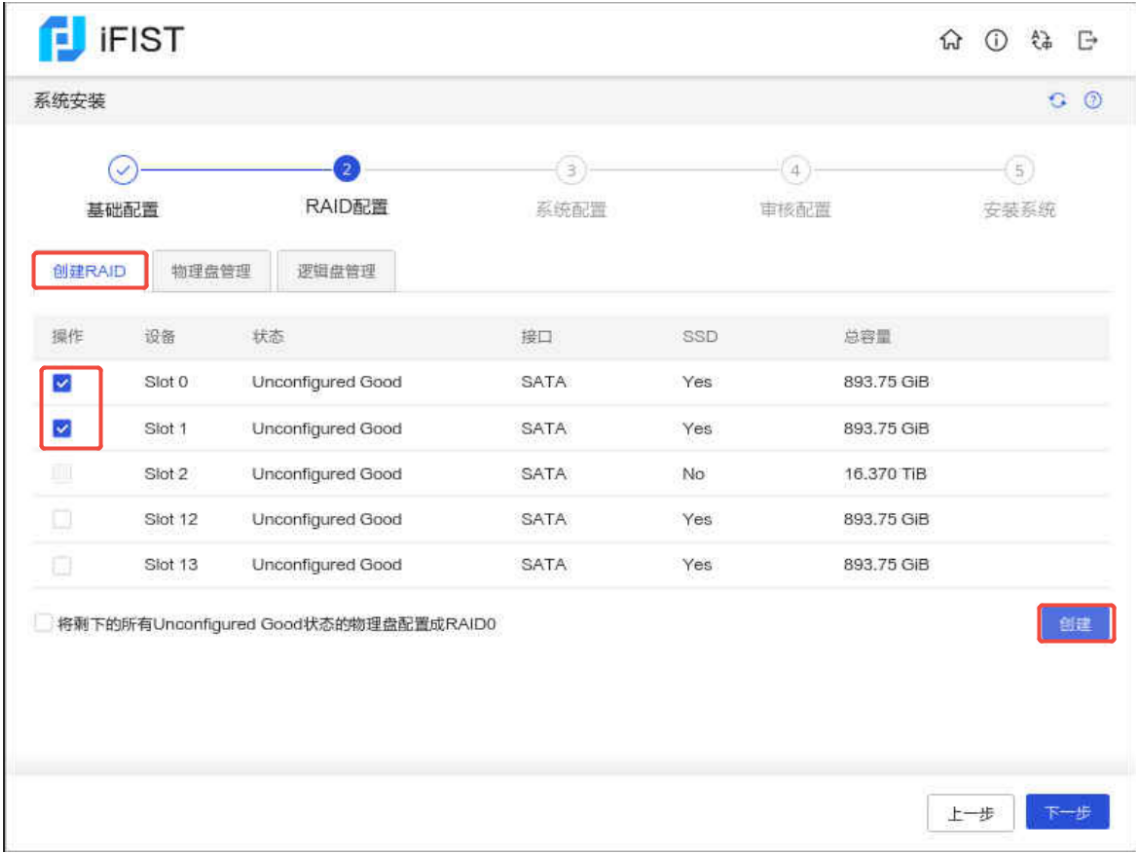 iFIST
系统安装
2 3 4 5
基础配置 RAID配置 系统配置 审核配置 安装系统
创建RAID 物理盘管理 逻辑盘管理
操作 设备 状态 接口 SSD 总容量
Slot 0 Unconfigured Good SATA Yes 893.75 GiB
Slot 1 Unconfigured Good SATA Yes 893.75 GiB
Slot 2 Unconfigured Good SATA No 16.370 TiB
Slot 12 Unconfigured Good SATA Yes 893.75 GiB
Slot 13 Unconfigured Good SATA Yes 893.75 GiB
将剩下的所有Unconfigured Good状态的物理盘配置成RAID0 创建
上一步 下一步